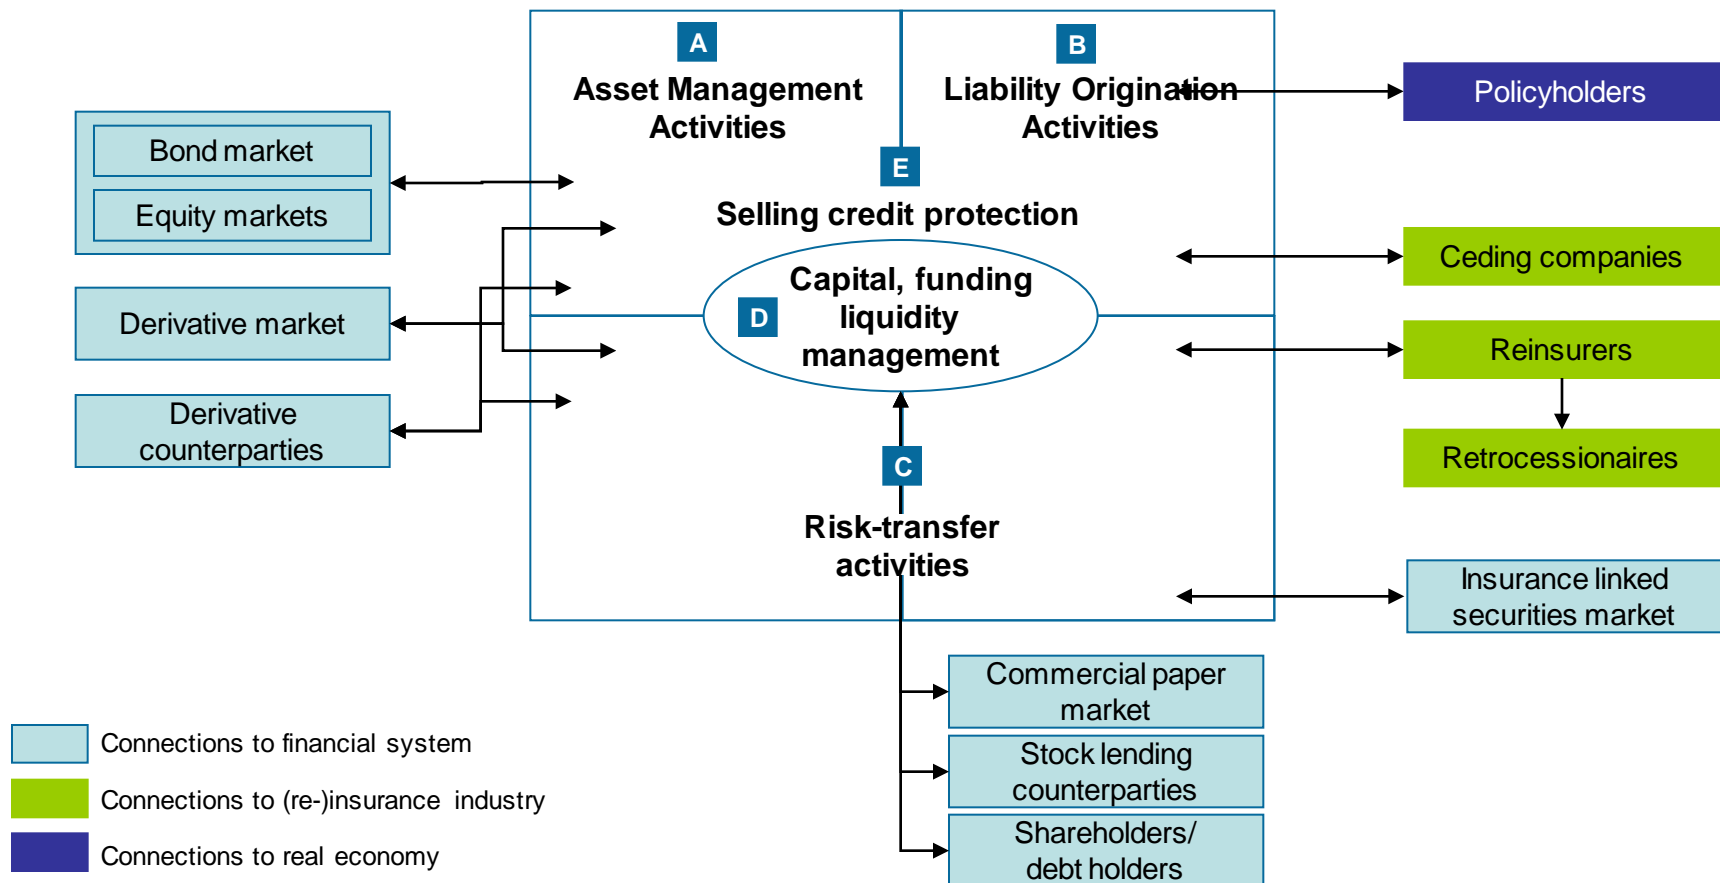 A
Asset Management
Activities
B
Liability Origination
Activities
Policyholders
Bond market
Equity markets
E
Selling credit protection
Ceding companies
Derivative market
D
Capital, funding
liquidity
management
Reinsurers
Derivative
counterparties
C
Retrocessionaires
Risk-transfer
activities
Insurance linked
securities market
Commercial paper
market
Stock lending
counterparties
Shareholders/
debt holders
Connections to financial system
Connections to (re-)insurance industry
Connections to real economy